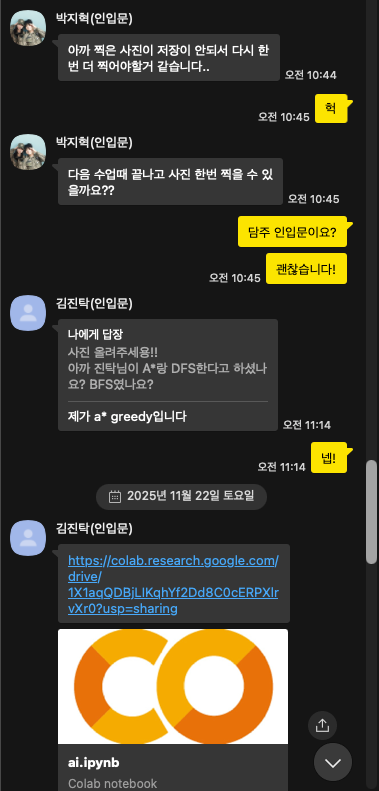 박지혁(인입문)
아까 찍은 사진이 저장이 안되서 다시 한
번 더 찍어야할거 같습니다..
오전 10:44
헉
오전 10:45
박지혁(인입문)
다음 수업때 끝나고 사진 한번 찍을 수 있
을까요??
오전 10:45
담주 인입문이요?
괜찮습니다!
오전 10:45
김진탁(인입문)
나에게 답장
사진 올려주세용!!
아까 진탁님이 A*랑 DFS한다고 하셨나
요? BFS였나요?
제가 a* greedy입니다
오전 11:14
넵!
오전 11:14
2025년 11월 22일 토요일
김진탁(인입문)
https://colab.research.google.com/
drive/
1X1aqQDBjLIKqhYf2Dd8C0cERPXlr
vXr0?usp=sharing
ai.ipynb
Colab notebook